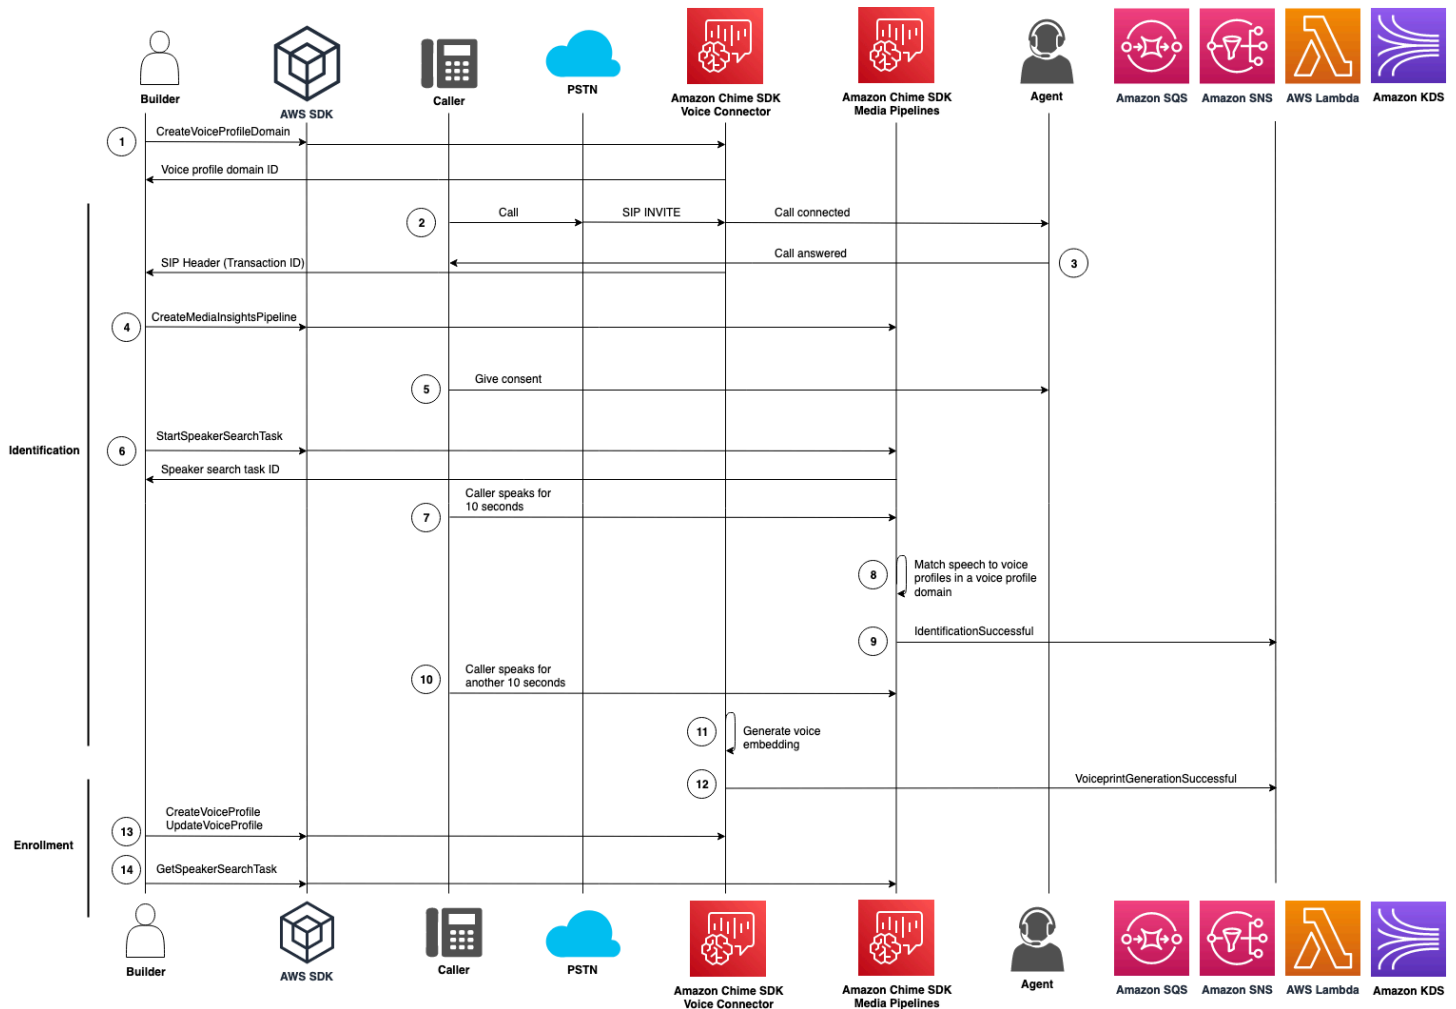 Builder
AWS SDK
Caller
PSTN
Amazon Chime SDK
Voice Connector
Amazon Chime SDK
Media Pipelines
Agent
Amazon SQS
Amazon SNS
AWS Lambda
Amazon KDS
1
CreateVoiceProfileDomain
Voice profile domain ID
2
Call
SIP INVITE
Call connected
Call answered
3
SIP Header (Transaction ID)
4
CreateMediaInsightsPipeline
5
Give consent
Identification
6
StartSpeakerSearchTask
Speaker search task ID
7
Caller speaks for
10 seconds
8
Match speech to voice
profiles in a voice profile
domain
9
IdentificationSuccessful
10
Caller speaks for
another 10 seconds
11
Generate voice
embedding
12
VoiceprintGenerationSuccessful
Enrollment
13
CreateVoiceProfile
UpdateVoiceProfile
14
GetSpeakerSearchTask
Builder
AWS SDK
Caller
PSTN
Amazon Chime SDK
Voice Connector
Amazon Chime SDK
Media Pipelines
Agent
Amazon SQS
Amazon SNS
AWS Lambda
Amazon KDS